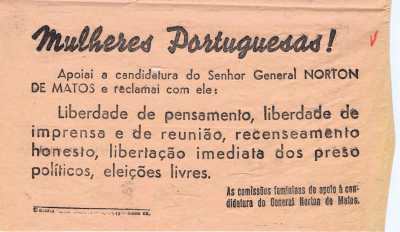 Mulheres Portuguesas!
Apoiai a candidatura do Senhor General NORTON
DE MATOS e reclamai com ele:
Liberdade de pensamento, liberdade de
imprensa e de reunião, recenseamento
honesto, libertação imediata dos preso
políticos, eleições livres.
As comissões femininas de apoio à can-
didatura do General Norton de Matos.